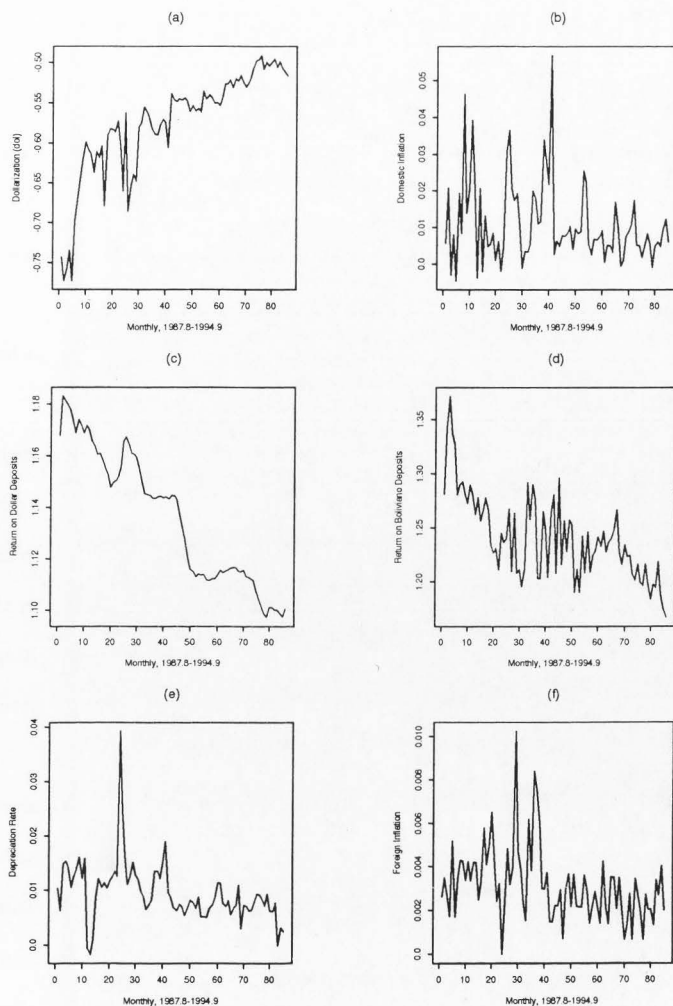 (a)
-0.50
-0.55
-0.60
-0.65
-0.70
-0.75
Dollarization (dol)
0 10 20 30 40 50 60 70 80
Monthly, 1987.8-1994.9
(b)
0.05
0.04
0.03
0.02
0.01
0.0
Domestic Inflation
0 10 20 30 40 50 60 70 80
Monthly, 1987.8-1994.9
(c)
1.18
1.16
1.14
1.12
1.10
Return on Dollar Deposits
0 10 20 30 40 50 60 70 80
Monthly, 1987.8-1994.9
(d)
1.35
1.30
1.25
1.20
Return on Boliviano Deposits
0 10 20 30 40 50 60 70 80
Monthly, 1987.8-1994.9
(e)
0.04
0.03
0.02
0.01
0.0
Depreciation Rate
0 10 20 30 40 50 60 70 80
Monthly, 1987.8-1994.9
(f)
0.010
0.008
0.006
0.004
0.002
0.0
Foreign Inflation
0 10 20 30 40 50 60 70 80
Monthly, 1987.8-1994.9